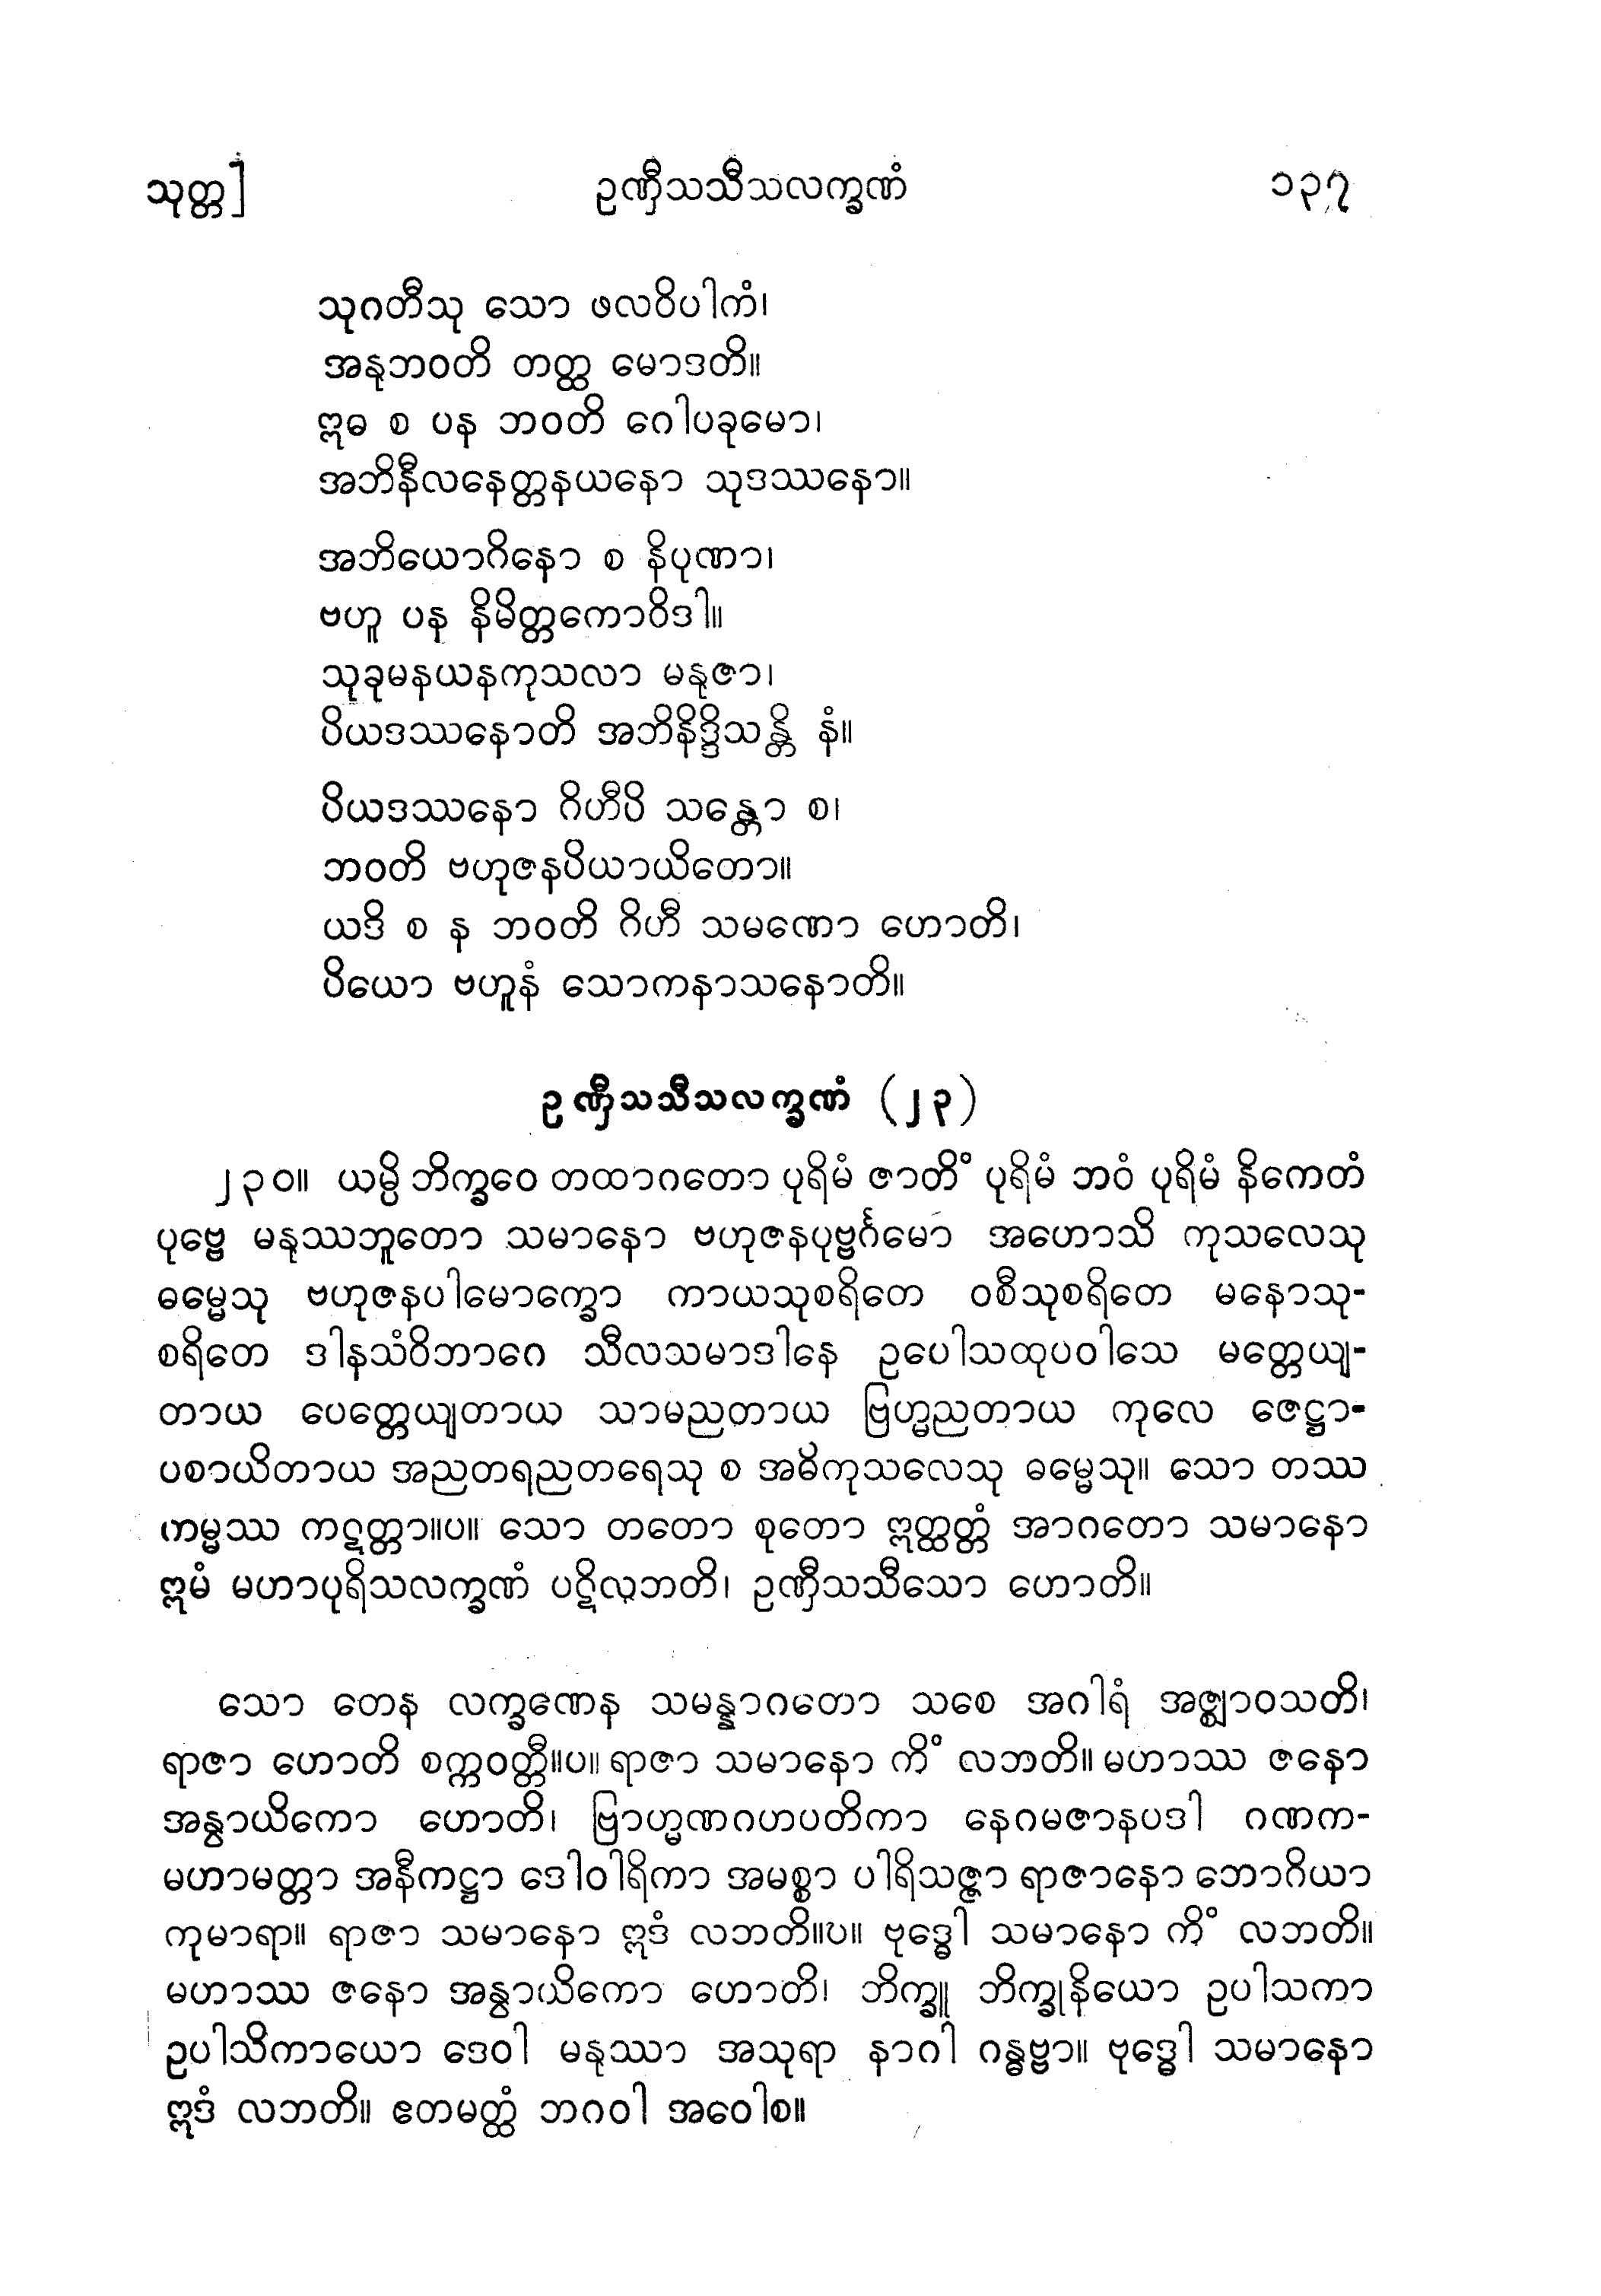 သုတ္တ] ဥဏှီသသီသလက္ခဏံ ၁၃၇
သုဂတီသု သော ဖလဝိပါကံ၊
အနုဘဝတိ တတ္ထ မောဒတိ။
ဣဓ စ ပန ဘဝတိ ဂေါပခုမော၊
အဘိနီလနေတ္တနယနော သုဒဿနော။
အဘိယောဂိနော စ နိပုဏာ၊
ဗဟူ ပန နိမိတ္တကောဝိဒါ။
သုခုမနယနကုသလာ မနုဇာ၊
ပိယဒဿနောတိ အဘိနိဒ္ဒိသန္တိ နံ။
ပိယဒဿနော ဂိဟီပိ သန္တော စ၊
ဘဝတိ ဗဟုဇနပိယာယိတော။
ယဒိ စ န ဘဝတိ ဂိဟီ သမဏော ဟောတိ၊
ပိယော ဗဟူနံ သောကနာသနောတိ။
ဥဏှီသသီသလက္ခဏံ (၂၃)
၂၃၀။ ယမ္ပိ ဘိက္ခဝေ တထာဂတော ပုရိမံ ဇာတိံ ပုရိမံ ဘဝံ ပုရိမံ နိကေတံ
ပုဗ္ဗေ မနုဿဘူတော သမာနော ဗဟုဇနပုဗ္ဗင်္ဂမော အဟောသိ ကုသလေသု
ဓမ္မေသု ဗဟုဇနပါမောက္ခော ကာယသုစရိတေ ဝစီသုစရိတေ မနောသု-
စရိတေ ဒါနသံဝိဘာဂေ သီလသမာဒါနေ ဥပေါသထုပဝါသေ မတ္တေယျ-
တာယ ပေတ္တေယျတာယ သာမညတာယ ဗြဟ္မညတာယ ကုလေ ဇေဋ္ဌာ-
ပစာယိတာယ အညတရညတရေသု စ အဓိကုသလေသု ဓမ္မေသု။ သော တဿ
ကမ္မဿ ကဋတ္တာ။ပ။ သော တတော စုတော ဣတ္ထတ္တံ အာဂတော သမာနော
ဣမံ မဟာပုရိသလက္ခဏံ ပဋိလဘတိ၊ ဥဏှီသသီသော ဟောတိ။
သော တေန လက္ခဏေန သမန္နာဂတော သစေ အဂါရံ အဇ္ဈာဝသတိ၊
ရာဇာ ဟောတိ စက္ကဝတ္တီ။ပ။ ရာဇာ သမာနော ကိံ လဘတိ။ မဟာဿ ဇနော
အန္ွာယိကော ဟောတိ၊ ဗြာဟ္မဏဂဟပတိကာ နေဂမဇာနပဒါ ဂဏက-
မဟာမတ္တာ အနီကဋ္ဌာ ဒေါဝါရိကာ အမစ္စာ ပါရိသဇ္ဇာ ရာဇာနော ဘောဂိယာ
ကုမာရာ။ ရာဇာ သမာနော ဣဒံ လဘတိ။ပ။ ဗုဒ္ဓေါ သမာနော ကိံ လဘတိ။
မဟာဿ ဇနော အန္ွာယိကော ဟောတိ၊ ဘိက္ခူ ဘိက္ခုနိယော ဥပါသကာ
ဥပါသိကာယော ဒေဝါ မနုဿာ အသုရာ နာဂါ ဂန္ဓဗ္ဗာ။ ဗုဒ္ဓေါ သမာနော
ဣဒံ လဘတိ။ ဧတမတ္ထံ ဘဂဝါ အဝေါစ။